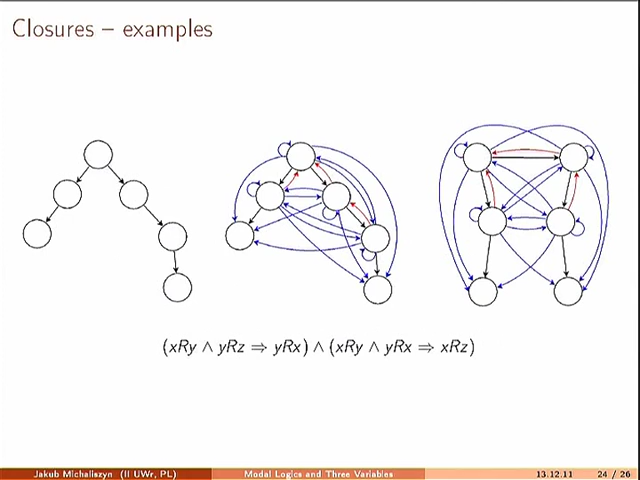 Closures – examples
(xRy ∧ yRz ⇒ yRx) ∧ (xRy ∧ yRx ⇒ xRz)
Jakub Michaliszyn (II UWr, PL) Modal Logics and Three Variables 13.12.11 24 / 26